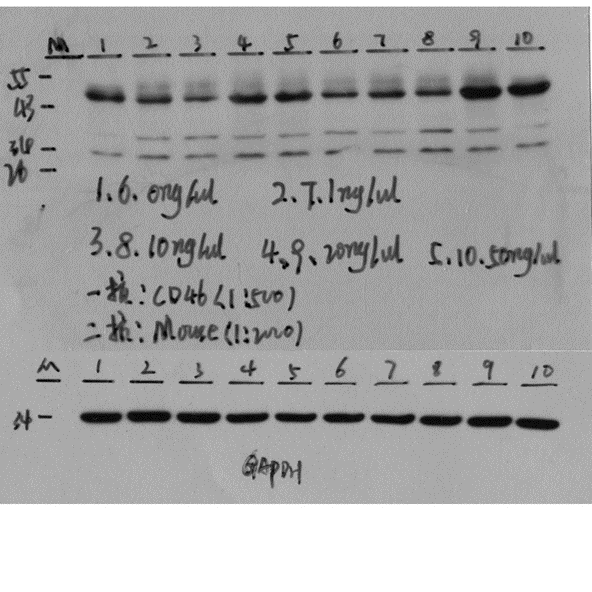 M 1 2 3 4 5 6 7 8 9 10
55
43
34
26
1.6. 0ng/ul 2.7. 1ng/ul
3.8. 10ng/ul 4.9. 20ng/ul 5.10. 50ng/ul
一抗: CD46 (1:500)
二抗: Mouse (1:2000)
M 1 2 3 4 5 6 7 8 9 10
34
GAPDH